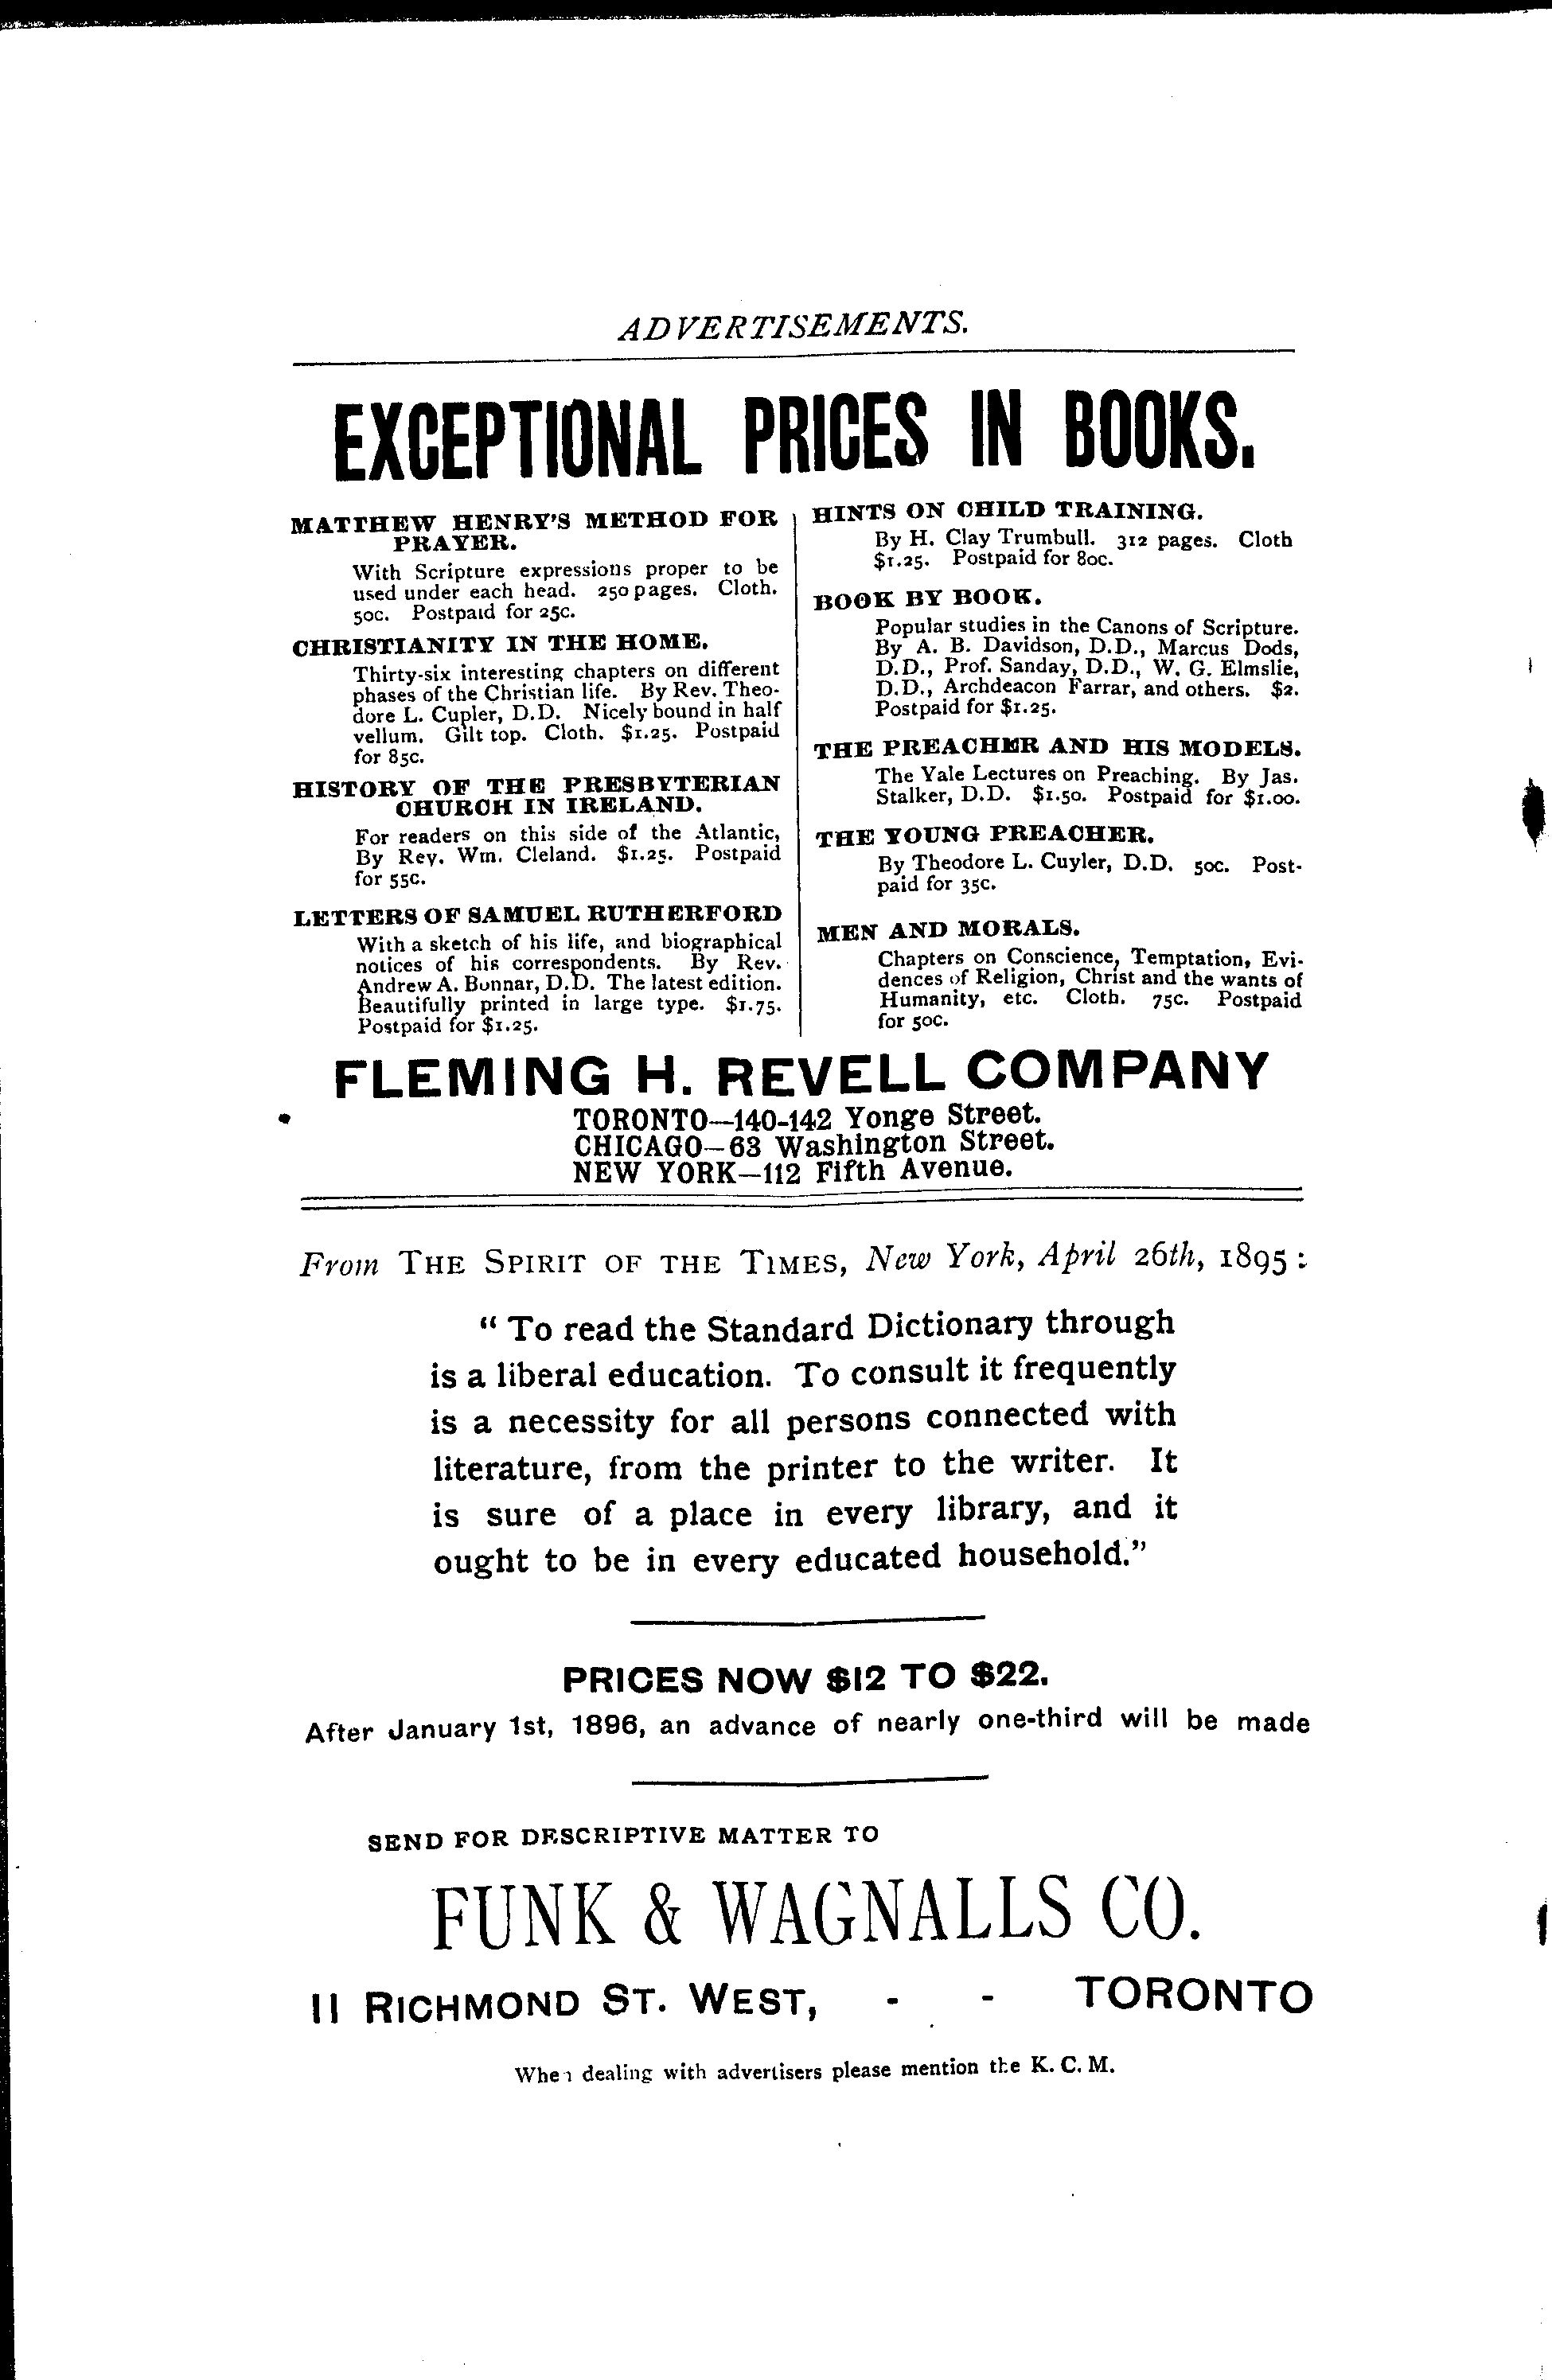 ADVERTISEMENTS.
EXCEPTIONAL PRICES IN BOOKS.
MATTHEW HENRY'S METHOD FOR
PRAYER.
With Scripture expressions proper to be
used under each head. 250 pages. Cloth.
50c. Postpaid for 25c.
CHRISTIANITY IN THE HOME.
Thirty-six interesting chapters on different
phases of the Christian life. By Rev. Theo-
dore L. Cupler, D.D. Nicely bound in half
vellum. Gilt top. Cloth. $1.25. Postpaid
for 85c.
HISTORY OF THE PRESBYTERIAN
CHURCH IN IRELAND.
For readers on this side of the Atlantic,
By Rev. Wm. Cleland. $1.25. Postpaid
for 55c.
LETTERS OF SAMUEL RUTHERFORD
With a sketch of his life, and biographical
notices of his correspondents. By Rev.
Andrew A. Bonnar, D.D. The latest edition.
Beautifully printed in large type. $1.75.
Postpaid for $1.25.
HINTS ON CHILD TRAINING.
By H. Clay Trumbull. 312 pages. Cloth
$1.25. Postpaid for 80c.
BOOK BY BOOK.
Popular studies in the Canons of Scripture.
By A. B. Davidson, D.D., Marcus Dods,
D.D., Prof. Sanday, D.D., W. G. Elmslie,
D.D., Archdeacon Farrar, and others. $2.
Postpaid for $1.25.
THE PREACHER AND HIS MODELS.
The Yale Lectures on Preaching. By Jas.
Stalker, D.D. $1.50. Postpaid for $1.00.
THE YOUNG PREACHER.
By Theodore L. Cuyler, D.D. 50c. Post-
paid for 35c.
MEN AND MORALS.
Chapters on Conscience, Temptation, Evi-
dences of Religion, Christ and the wants of
Humanity, etc. Cloth. 75c. Postpaid
for 50c.
FLEMING H. REVELL COMPANY
TORONTO—140-142 Yonge Street.
CHICAGO—63 Washington Street.
NEW YORK—112 Fifth Avenue.
From THE SPIRIT OF THE TIMES, New York, April 26th, 1895:
"To read the Standard Dictionary through
is a liberal education. To consult it frequently
is a necessity for all persons connected with
literature, from the printer to the writer. It
is sure of a place in every library, and it
ought to be in every educated household."
PRICES NOW $12 TO $22.
After January 1st, 1896, an advance of nearly one-third will be made
SEND FOR DESCRIPTIVE MATTER TO
FUNK & WAGNALLS CO.
11 RICHMOND ST. WEST, - - TORONTO
When dealing with advertisers please mention the K. C. M.